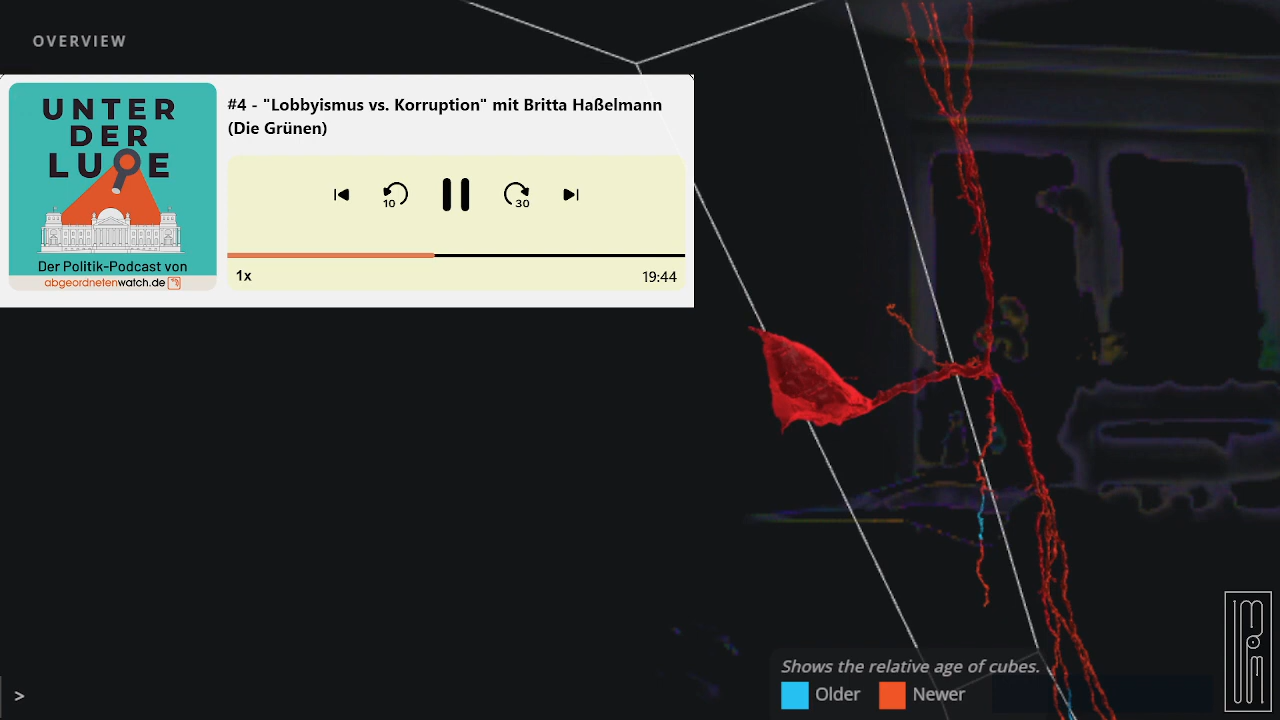 OVERVIEW
UNTER
DER
LUPE
Der Politik-Podcast von
abgeordnetenwatch.de
#4 - "Lobbyismus vs. Korruption" mit Britta Haßelmann
(Die Grünen)
10
30
1x
19:44
>
Shows the relative age of cubes.
Older
Newer